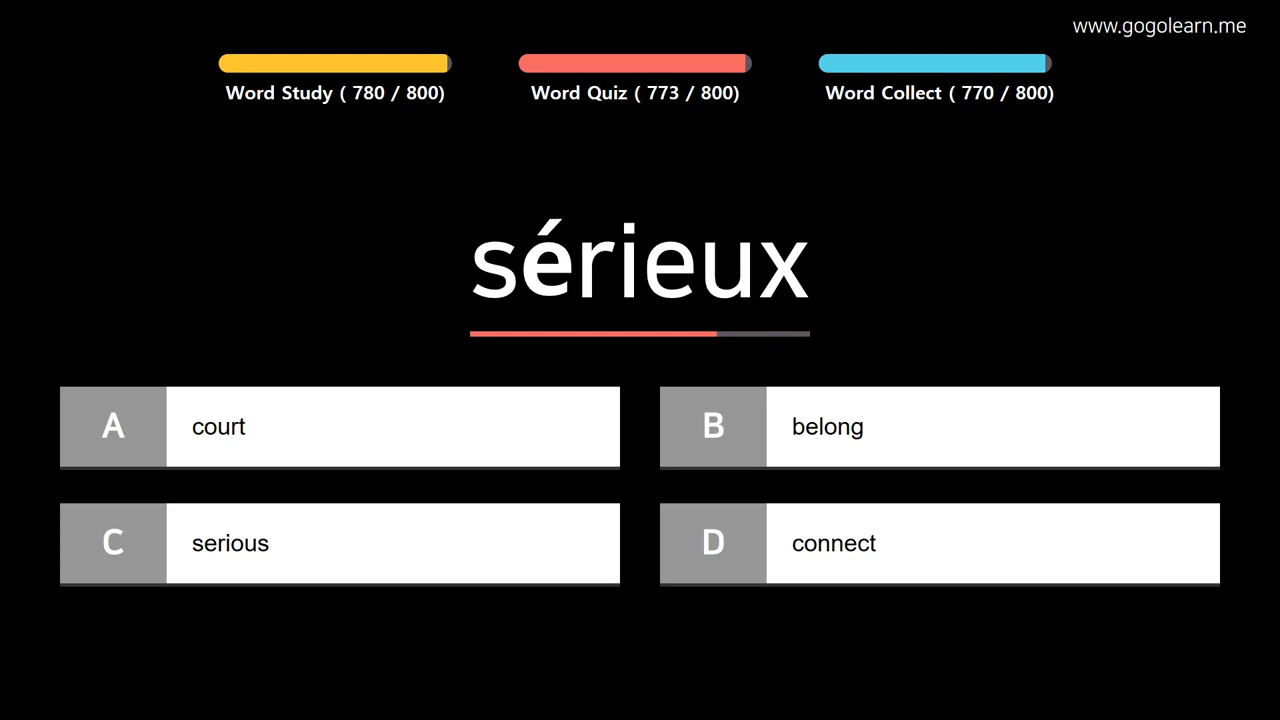 www.gogolearn.me
Word Study ( 780 / 800)
Word Quiz ( 773 / 800)
Word Collect ( 770 / 800)
sérieux
A court
B belong
C serious
D connect